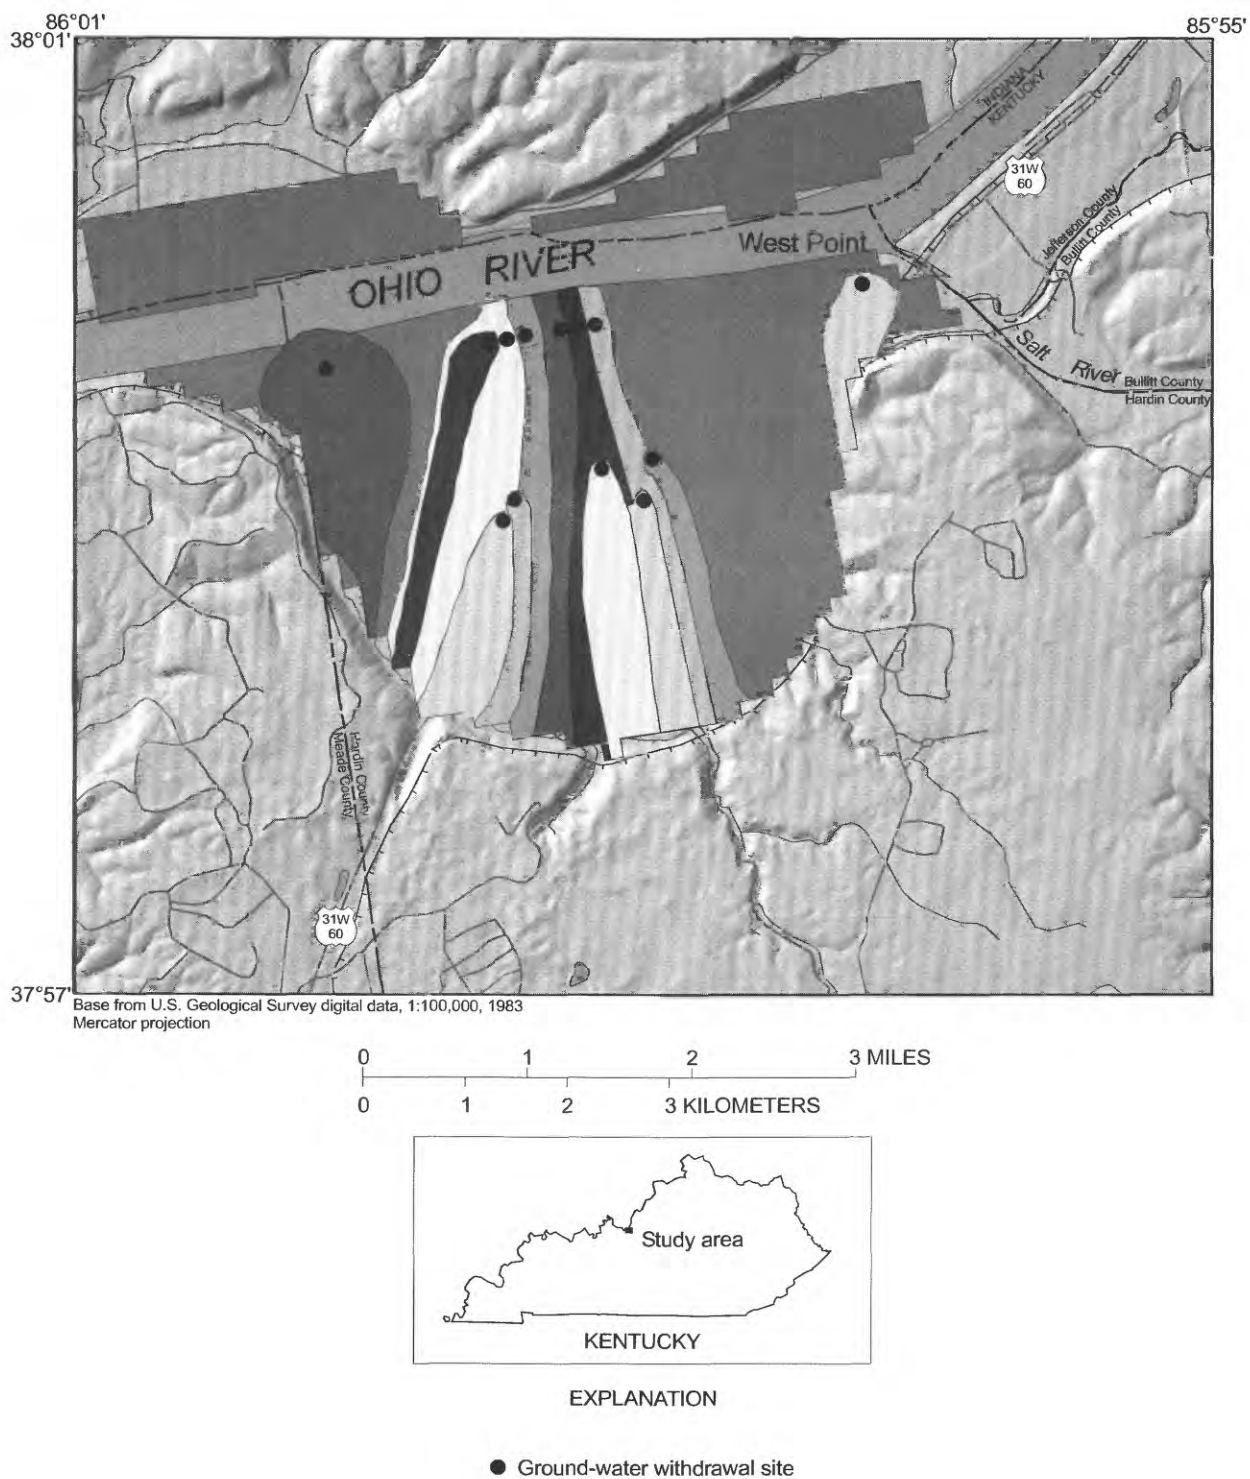 86°01'
85°55'
38°01'
INDIANA
KENTUCKY
31W
60
Jefferson County
Bullitt County
West Point
OHIO RIVER
Salt River
Bullitt County
Hardin County
Hardin County
Meade County
31W
60
37°57'
Base from U.S. Geological Survey digital data, 1:100,000, 1983
Mercator projection
0 1 2 3 MILES
0 1 2 3 KILOMETERS
Study area
KENTUCKY
EXPLANATION
Ground-water withdrawal site